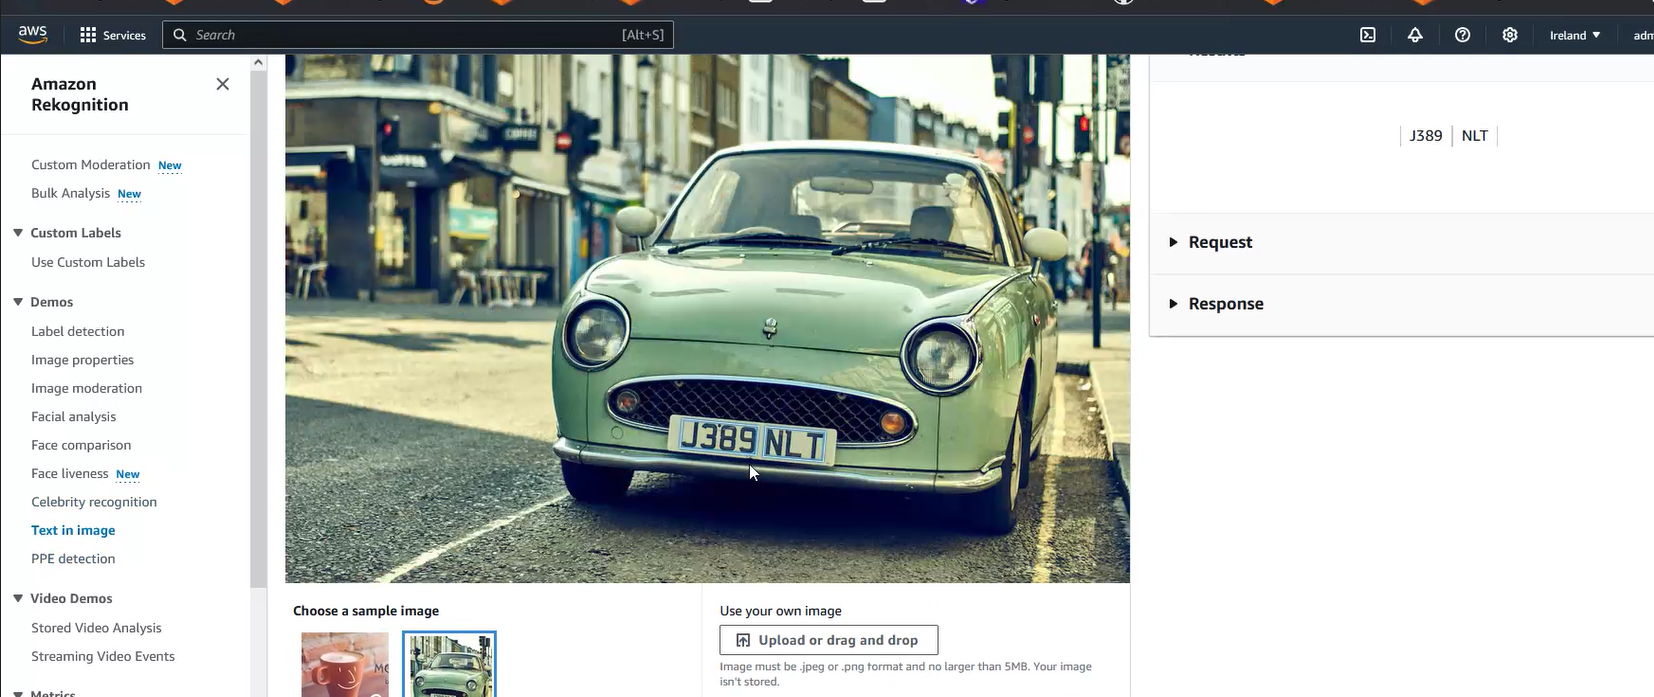 aws
Services
Search
[Alt+S]
Ireland
adm
Amazon
Rekognition
Custom Moderation New
Bulk Analysis New
Custom Labels
Use Custom Labels
Demos
Label detection
Image properties
Image moderation
Facial analysis
Face comparison
Face liveness New
Celebrity recognition
Text in image
PPE detection
Video Demos
Stored Video Analysis
Streaming Video Events
Metrics
COFFEE
J389 NLT
Choose a sample image
Use your own image
Upload or drag and drop
Image must be .jpeg or .png format and no larger than 5MB. Your image
isn't stored.
Results
J389 NLT
Request
Response